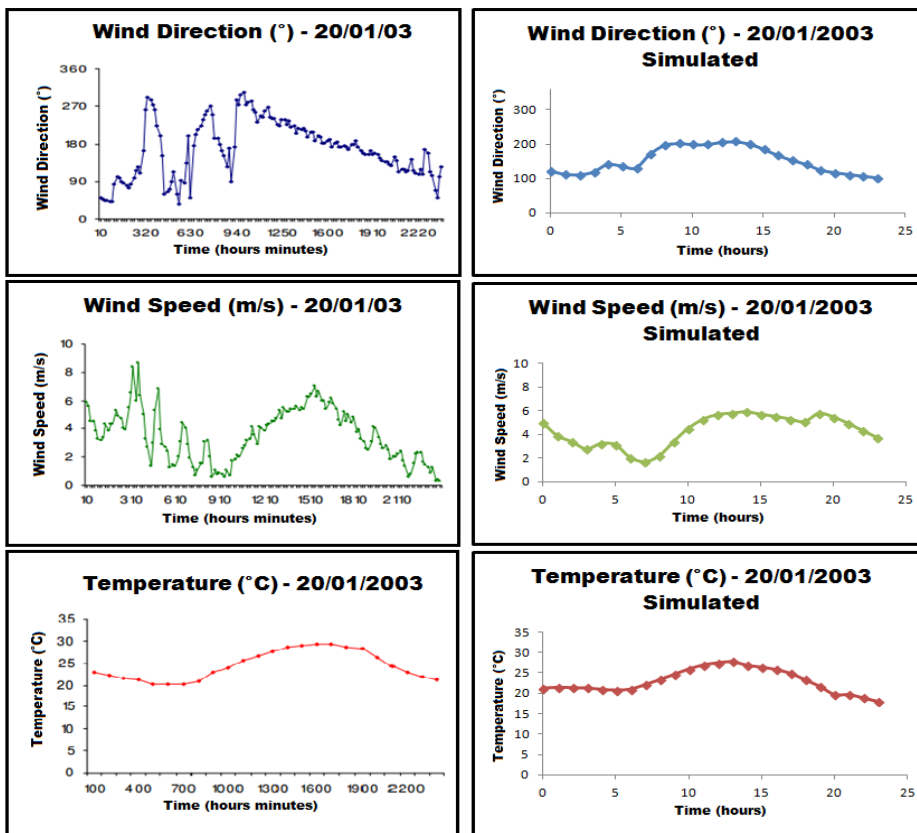 Wind Direction (°) - 20/01/03
360
270
180
90
0
Wind Direction (°)
10 320 630 940 1250 1600 1910 2220
Time (hours minutes)
Wind Direction (°) - 20/01/2003
Simulated
300
200
100
0
Wind Direction (°)
0 5 10 15 20 25
Time (hours)
Wind Speed (m/s) - 20/01/03
10
8
6
4
2
0
Wind Speed (m/s)
10 310 610 910 1210 1510 1810 2110
Time (hours minutes)
Wind Speed (m/s) - 20/01/2003
Simulated
10
8
6
4
2
0
Wind Speed (m/s)
0 5 10 15 20 25
Time (hours)
Temperature (°C) - 20/01/2003
35
30
25
20
15
10
5
0
Temperature (°C)
100 400 700 1000 1300 1600 1900 2200
Time (hours minutes)
Temperature (°C) - 20/01/2003
Simulated
35
30
25
20
15
10
5
0
Temperature (°C)
0 5 10 15 20 25
Time (hours)